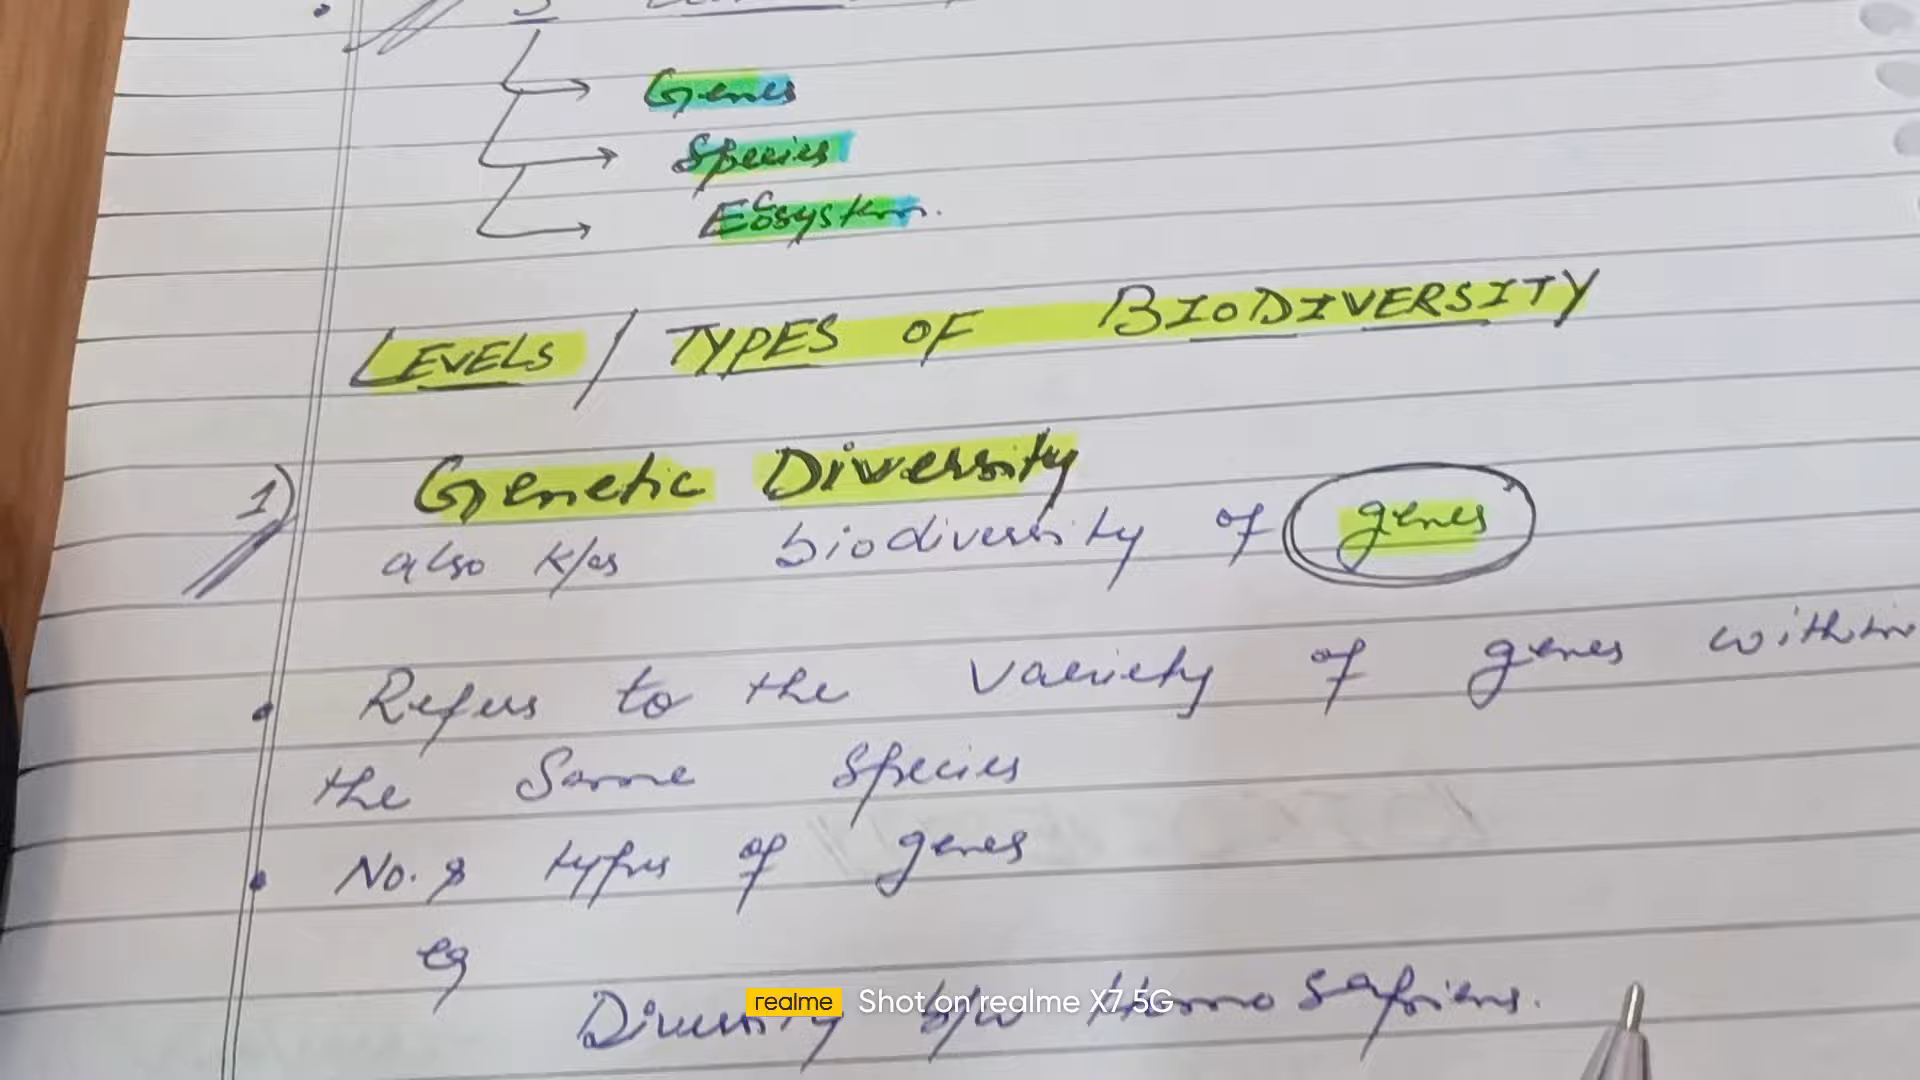 Genes
Species
Ecosystem.
LEVELS / TYPES OF BIODIVERSITY
1) Genetic Diversity
also k/as biodiversity of genes
• Refers to the variety of genes within
the Same Species
• No. & types of genes
eg
Diversity b/w Homo sapiens.
realme Shot on realme X7 5G